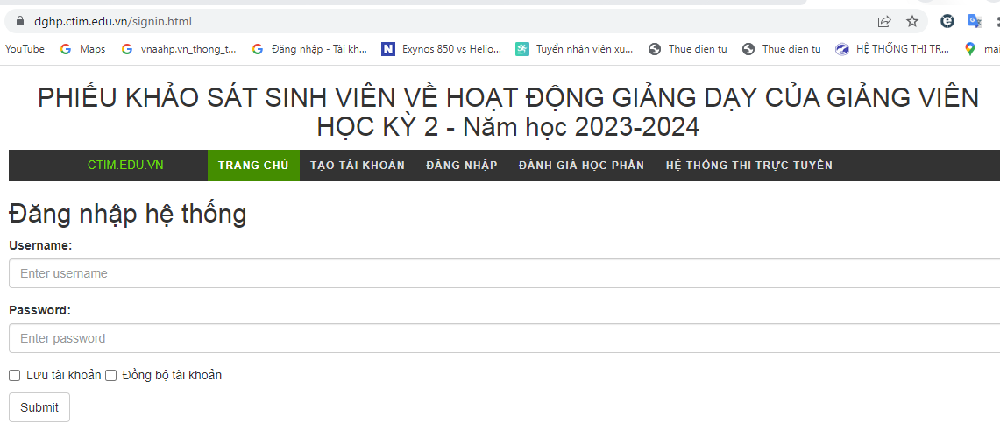 dghp.ctim.edu.vn/signin.html
YouTube Maps vnaahp.vn_thong_t... Đăng nhập - Tài kh... Exynos 850 vs Helio... Tuyển nhân viên xu... Thue dien tu Thue dien tu HỆ THỐNG THI TR... mai
PHIẾU KHẢO SÁT SINH VIÊN VỀ HOẠT ĐỘNG GIẢNG DẠY CỦA GIẢNG VIÊN
HỌC KỲ 2 - Năm học 2023-2024
CTIM.EDU.VN TRANG CHỦ TẠO TÀI KHOẢN ĐĂNG NHẬP ĐÁNH GIÁ HỌC PHẦN HỆ THỐNG THI TRỰC TUYẾN
Đăng nhập hệ thống
Username:
Enter username
Password:
Enter password
Lưu tài khoản Đồng bộ tài khoản
Submit